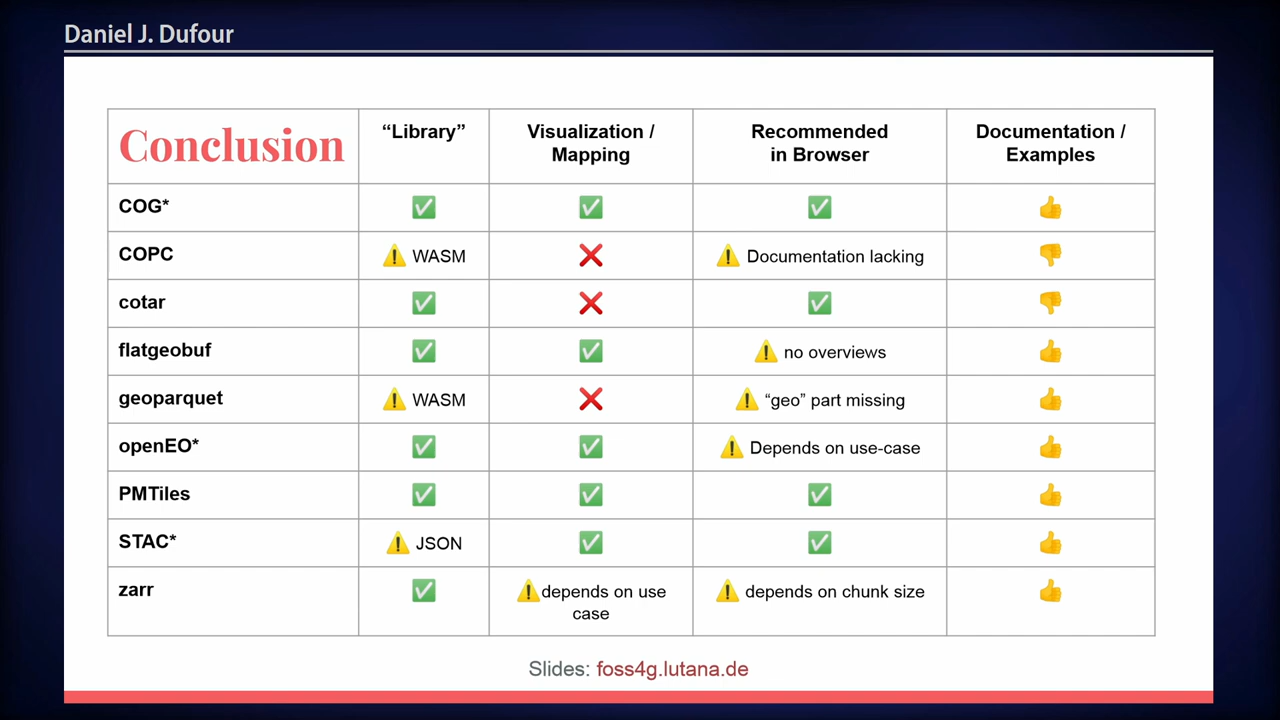 Daniel J. Dufour
Conclusion
“Library”
Visualization /
Mapping
Recommended
in Browser
Documentation /
Examples
COG*
COPC
WASM
Documentation lacking
cotar
flatgeobuf
no overviews
geoparquet
WASM
“geo” part missing
openEO*
Depends on use-case
PMTiles
STAC*
JSON
zarr
depends on use
case
depends on chunk size
Slides: foss4g.lutana.de